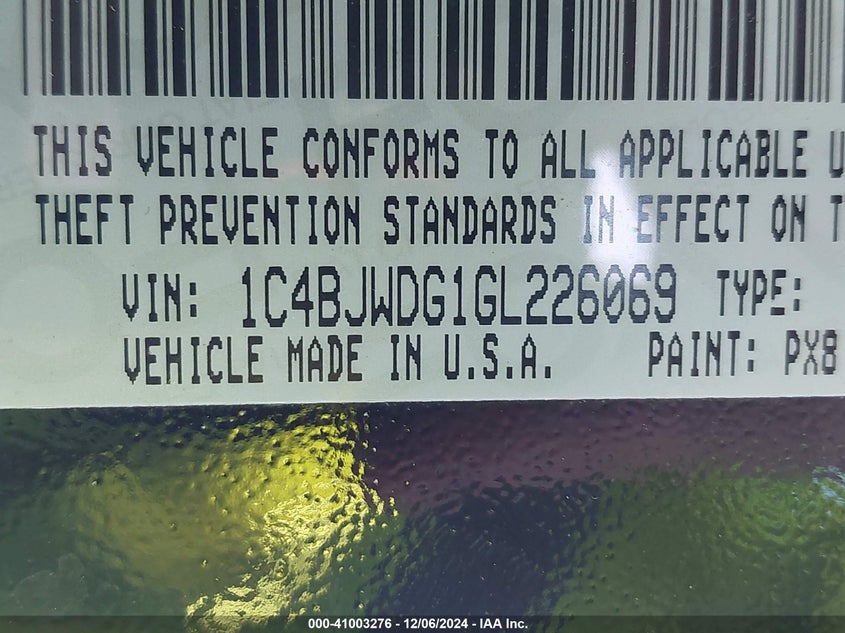 THIS VEHICLE CONFORMS TO ALL APPLICABLE U
THEFT PREVENTION STANDARDS IN EFFECT ON T
VIN: 1C4BJWDG1GL226069 TYPE:
VEHICLE MADE IN U.S.A. PAINT: PX8
000-41003276 - 12/06/2024 - IAA Inc.